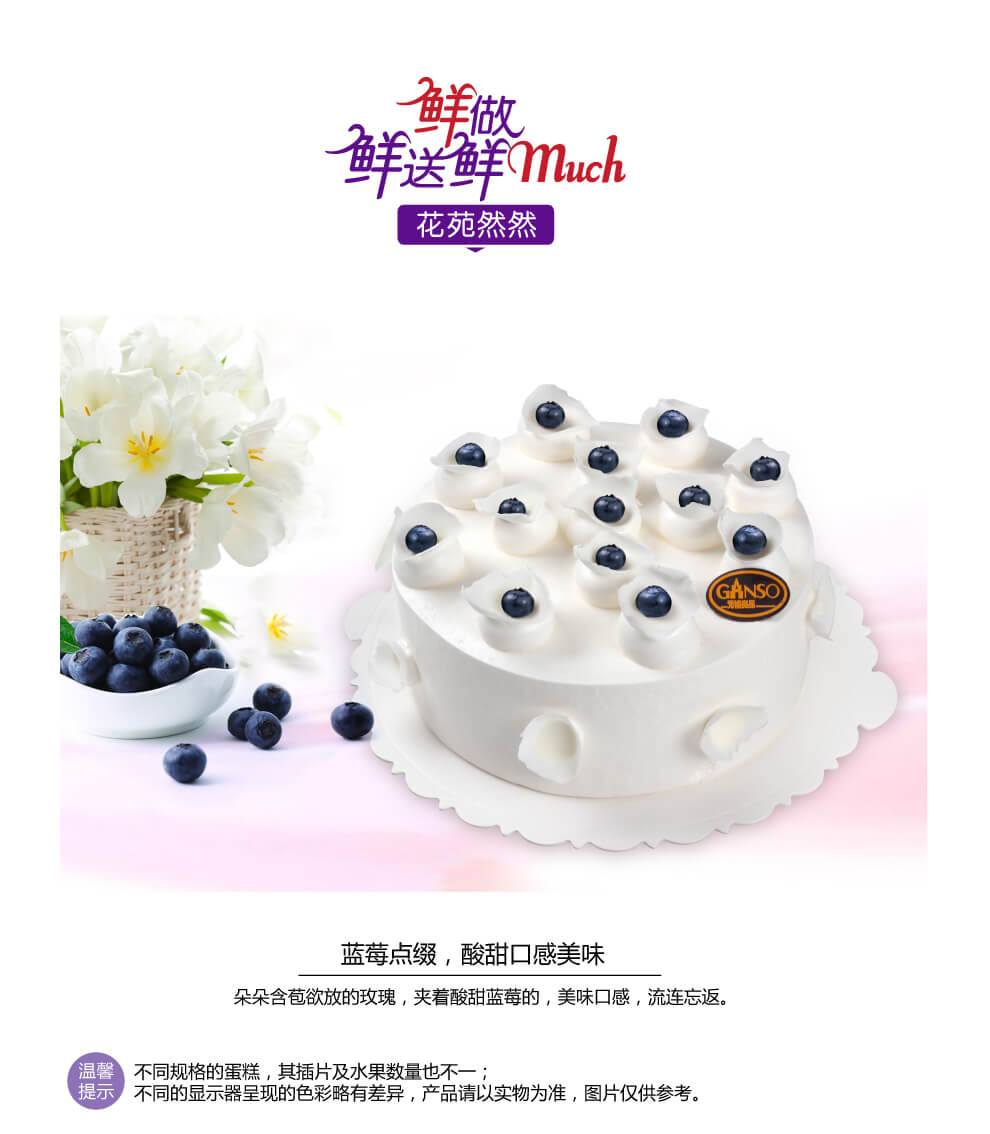 鲜做
鲜送鲜much
花苑然然
GANSO
元祖食品
蓝莓点缀，酸甜口感美味
朵朵含苞欲放的玫瑰，夹着酸甜蓝莓的，美味口感，流连忘返。
温馨
提示
不同规格的蛋糕，其插片及水果数量也不一；
不同的显示器呈现的色彩略有差异，产品请以实物为准，图片仅供参考。